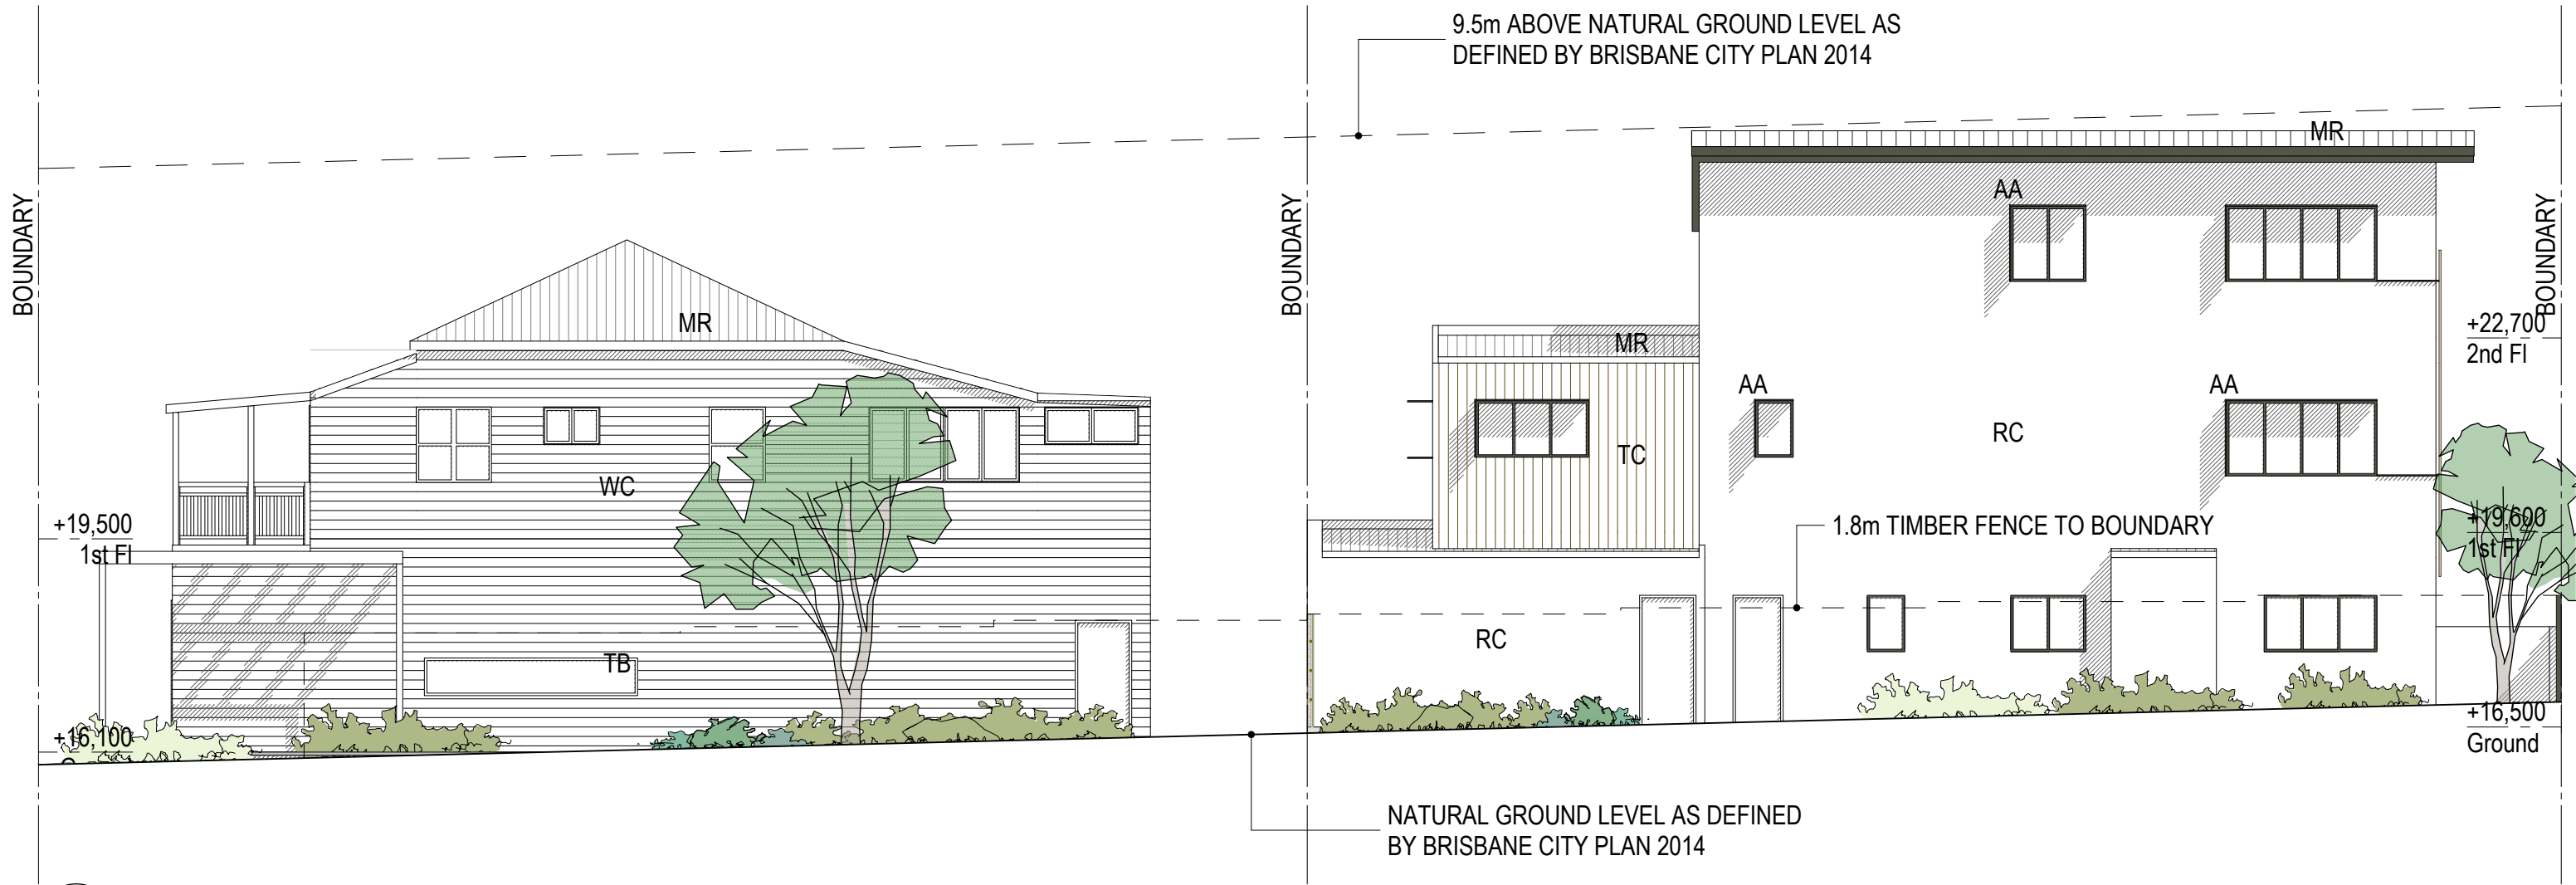 9.5m ABOVE NATURAL GROUND LEVEL AS
DEFINED BY BRISBANE CITY PLAN 2014
MR
AA
BOUNDARY
BOUNDARY
BOUNDARY
MR
MR
+22,700
2nd Fl
AA
AA
RC
TC
WC
+19,500
1st Fl
1.8m TIMBER FENCE TO BOUNDARY
+19,600
1st Fl
RC
TB
+16,100
+16,500
Ground
NATURAL GROUND LEVEL AS DEFINED
BY BRISBANE CITY PLAN 2014